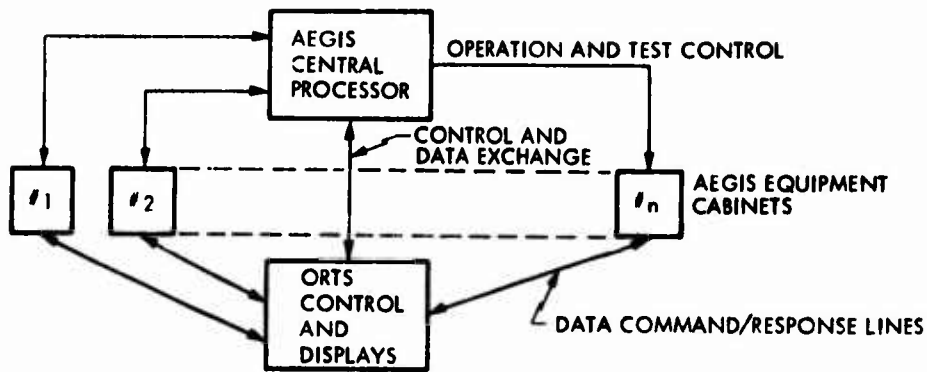 AEGIS
CENTRAL
PROCESSOR
OPERATION AND TEST CONTROL
CONTROL AND
DATA EXCHANGE
#1
#2
#n
AEGIS EQUIPMENT
CABINETS
ORTS
CONTROL
AND
DISPLAYS
DATA COMMAND/RESPONSE LINES